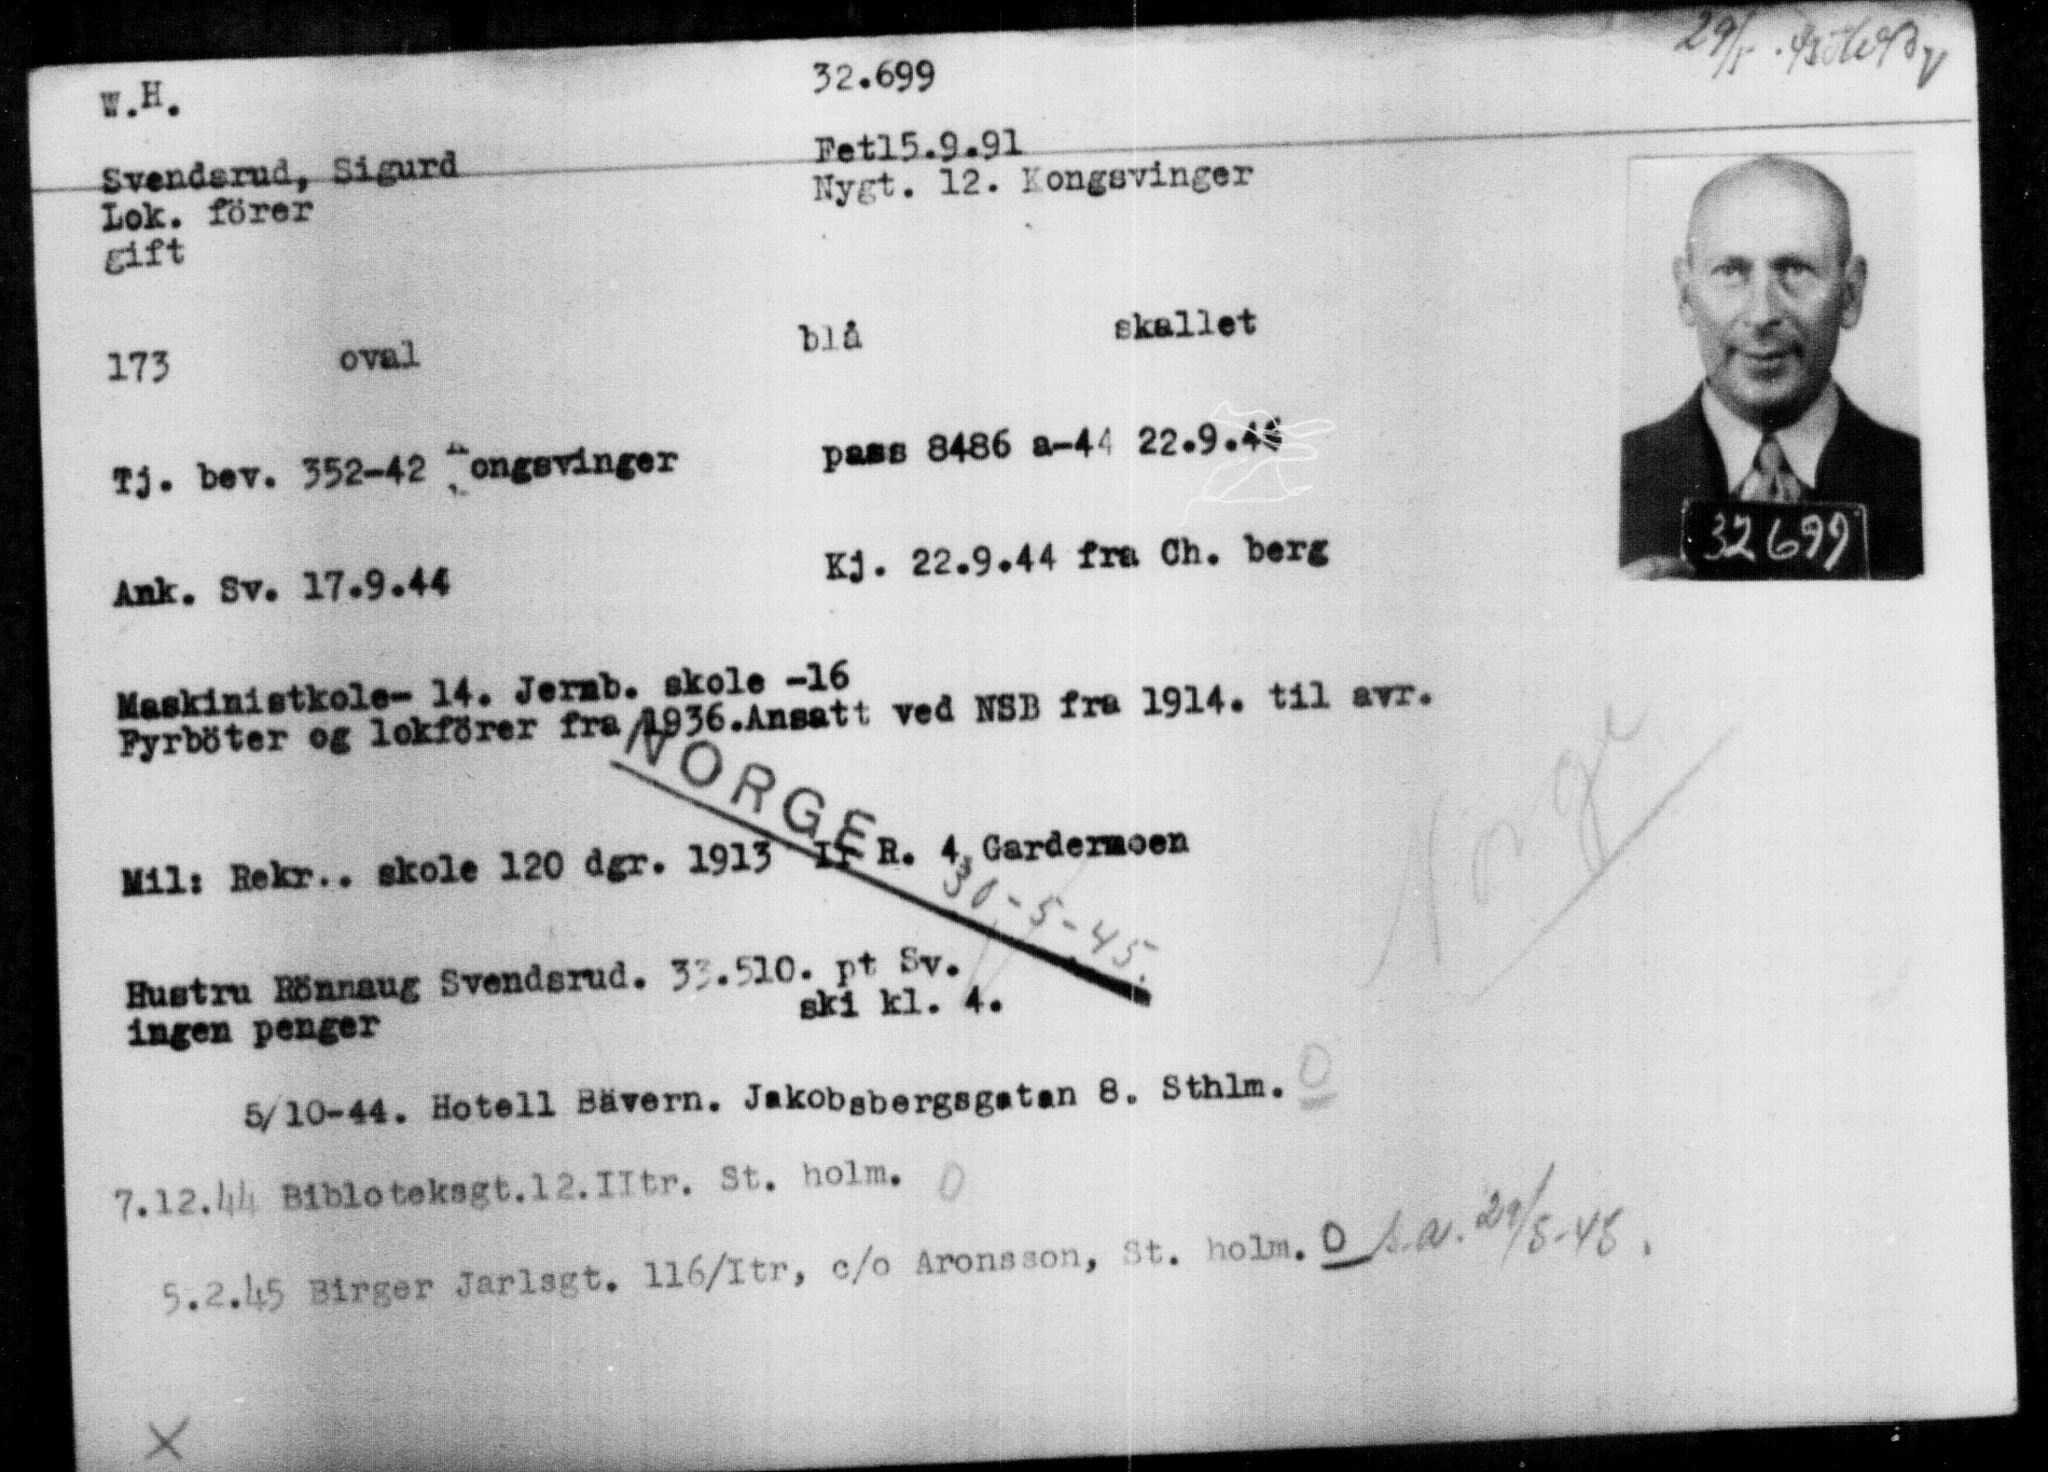 29/5.
W.H. 32.699
Svendsrud, Sigurd Fet15.9.91
Lok. förer Nygt. 12. Kongsvinger
gift
173 oval blå skallet
Tj. bev. 352-42 Kongsvinger pass 8486 a-44 22.9.44
Ank. Sv. 17.9.44 Kj. 22.9.44 fra Ch. berg
32699
Maskinistkole- 14. Jernb. skole -16
Fyrböter og lokförer fra 1936.Ansatt ved NSB fra 1914. til avr.
NORGE
Norge
Mil: Rekr.. skole 120 dgr. 1913 If R. 4 Gardermoen
30-5-45.
Hustru Rönnaug Svendsrud. 33.510. pt Sv.
ingen penger ski kl. 4.
5/10-44. Hotell Bävern. Jakobsbergsgatan 8. Sthlm. O
7.12.44 Bibloteksgt.12.IItr. St. holm. O
5.2.45 Birger Jarlsgt. 116/Itr, c/o Aronsson, St. holm. O s.a. 29/5-45.
X